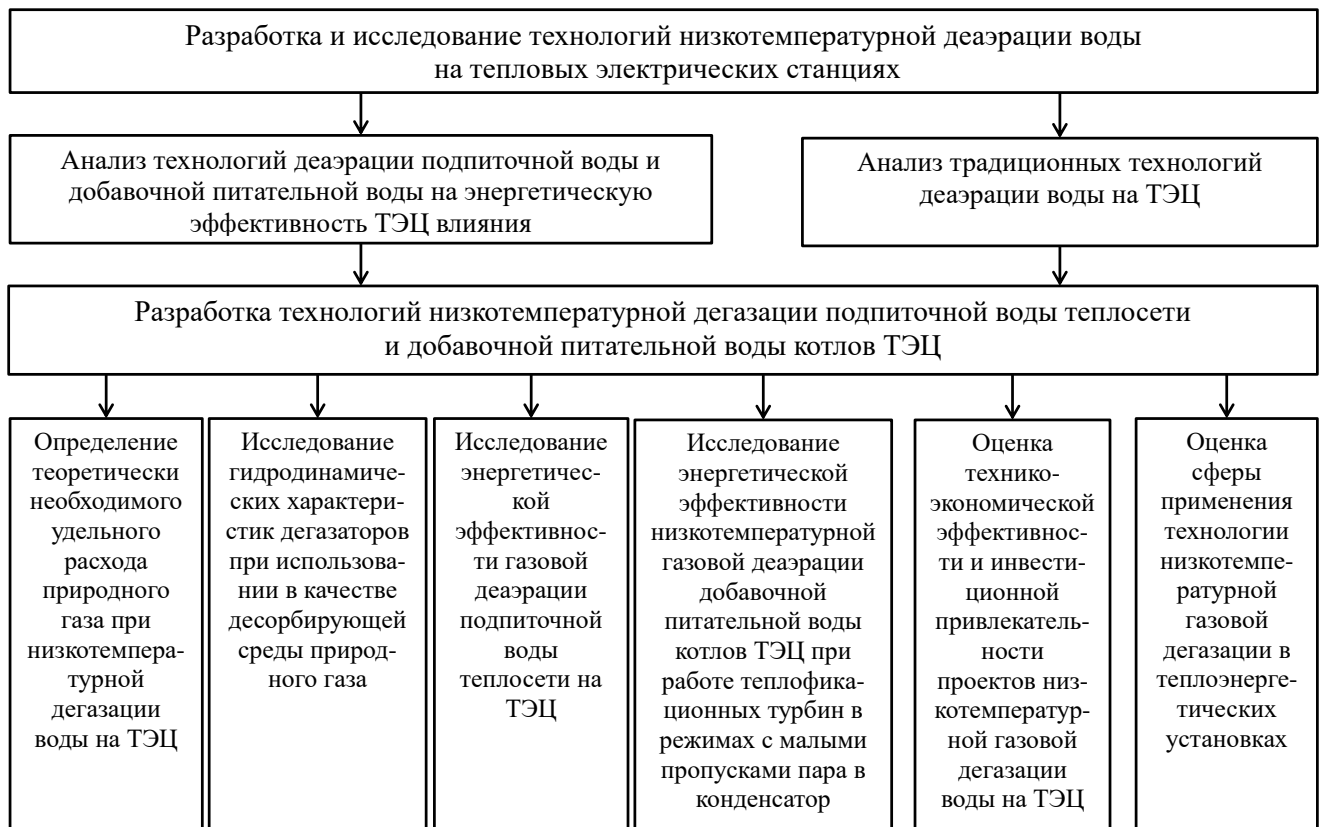 Разработка и исследование технологий низкотемпературной деаэрации воды
на тепловых электрических станциях
Анализ технологий деаэрации подпиточной воды и
добавочной питательной воды на энергетическую
эффективность ТЭЦ влияния
Анализ традиционных технологий
деаэрации воды на ТЭЦ
Разработка технологий низкотемпературной дегазации подпиточной воды теплосети
и добавочной питательной воды котлов ТЭЦ
Определение
теоретически
необходимого
удельного
расхода
природного
газа при
низкотемпера-
турной
дегазации
воды на ТЭЦ
Исследование
гидродинамиче-
ских характери-
стик дегазаторов
при использова-
нии в качестве
десорбирующей
среды природ-
ного газа
Исследование
энергетичес-
кой
эффективнос-
ти газовой
деаэрации
подпиточной
воды
теплосети на
ТЭЦ
Исследование
энергетической
эффективности
низкотемпературной
газовой деаэрации
добавочной
питательной воды
котлов ТЭЦ при
работе теплофика-
ционных турбин в
режимах с малыми
пропусками пара в
конденсатор
Оценка
технико-
экономической
эффективнос-
ти и инвести-
ционной
привлекатель-
ности
проектов низ-
котемператур-
ной газовой
дегазации
воды на ТЭЦ
Оценка
сферы
применения
технологии
низкотемпе-
ратурной
газовой
дегазации в
теплоэнерге-
тических
установках